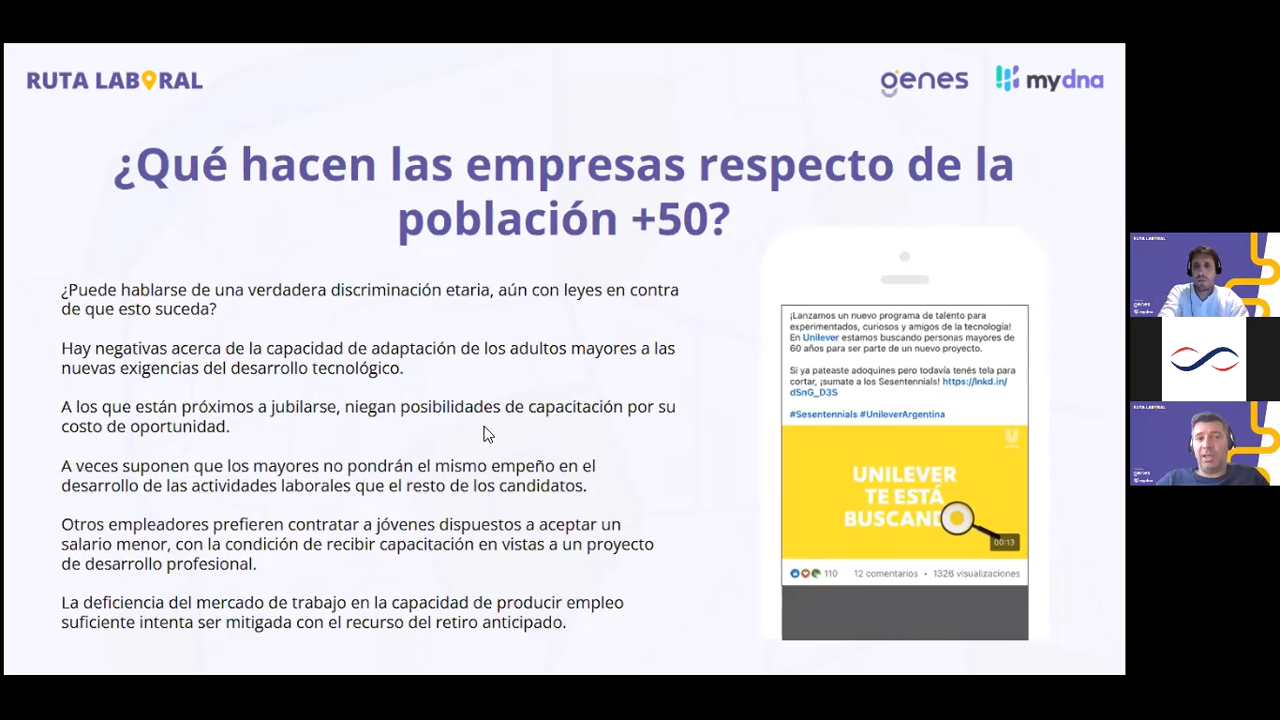 RUTA LABORAL
genes
mydna
¿Qué hacen las empresas respecto de la
población +50?
¿Puede hablarse de una verdadera discriminación etaria, aún con leyes en contra
de que esto suceda?
Hay negativas acerca de la capacidad de adaptación de los adultos mayores a las
nuevas exigencias del desarrollo tecnológico.
A los que están próximos a jubilarse, niegan posibilidades de capacitación por su
costo de oportunidad.
A veces suponen que los mayores no pondrán el mismo empeño en el
desarrollo de las actividades laborales que el resto de los candidatos.
Otros empleadores prefieren contratar a jóvenes dispuestos a aceptar un
salario menor, con la condición de recibir capacitación en vistas a un proyecto
de desarrollo profesional.
La deficiencia del mercado de trabajo en la capacidad de producir empleo
suficiente intenta ser mitigada con el recurso del retiro anticipado.
¡Lanzamos un nuevo programa de talento para
experimentados, curiosos y amigos de la tecnología!
En Unilever estamos buscando personas mayores de
60 años para ser parte de un nuevo proyecto.
Si ya pateaste adoquines pero todavía tenés tela para
cortar, ¡sumate a los Sesentennials! https://lnkd.in/
dSnG_D3S
#Sesentennials #UnileverArgentina
UNILEVER
TE ESTÁ
BUSCANDO
00:13
110 12 comentarios • 1326 visualizaciones
RUTA LABORAL
genes
mydna
RUTA LABORAL
genes
mydna